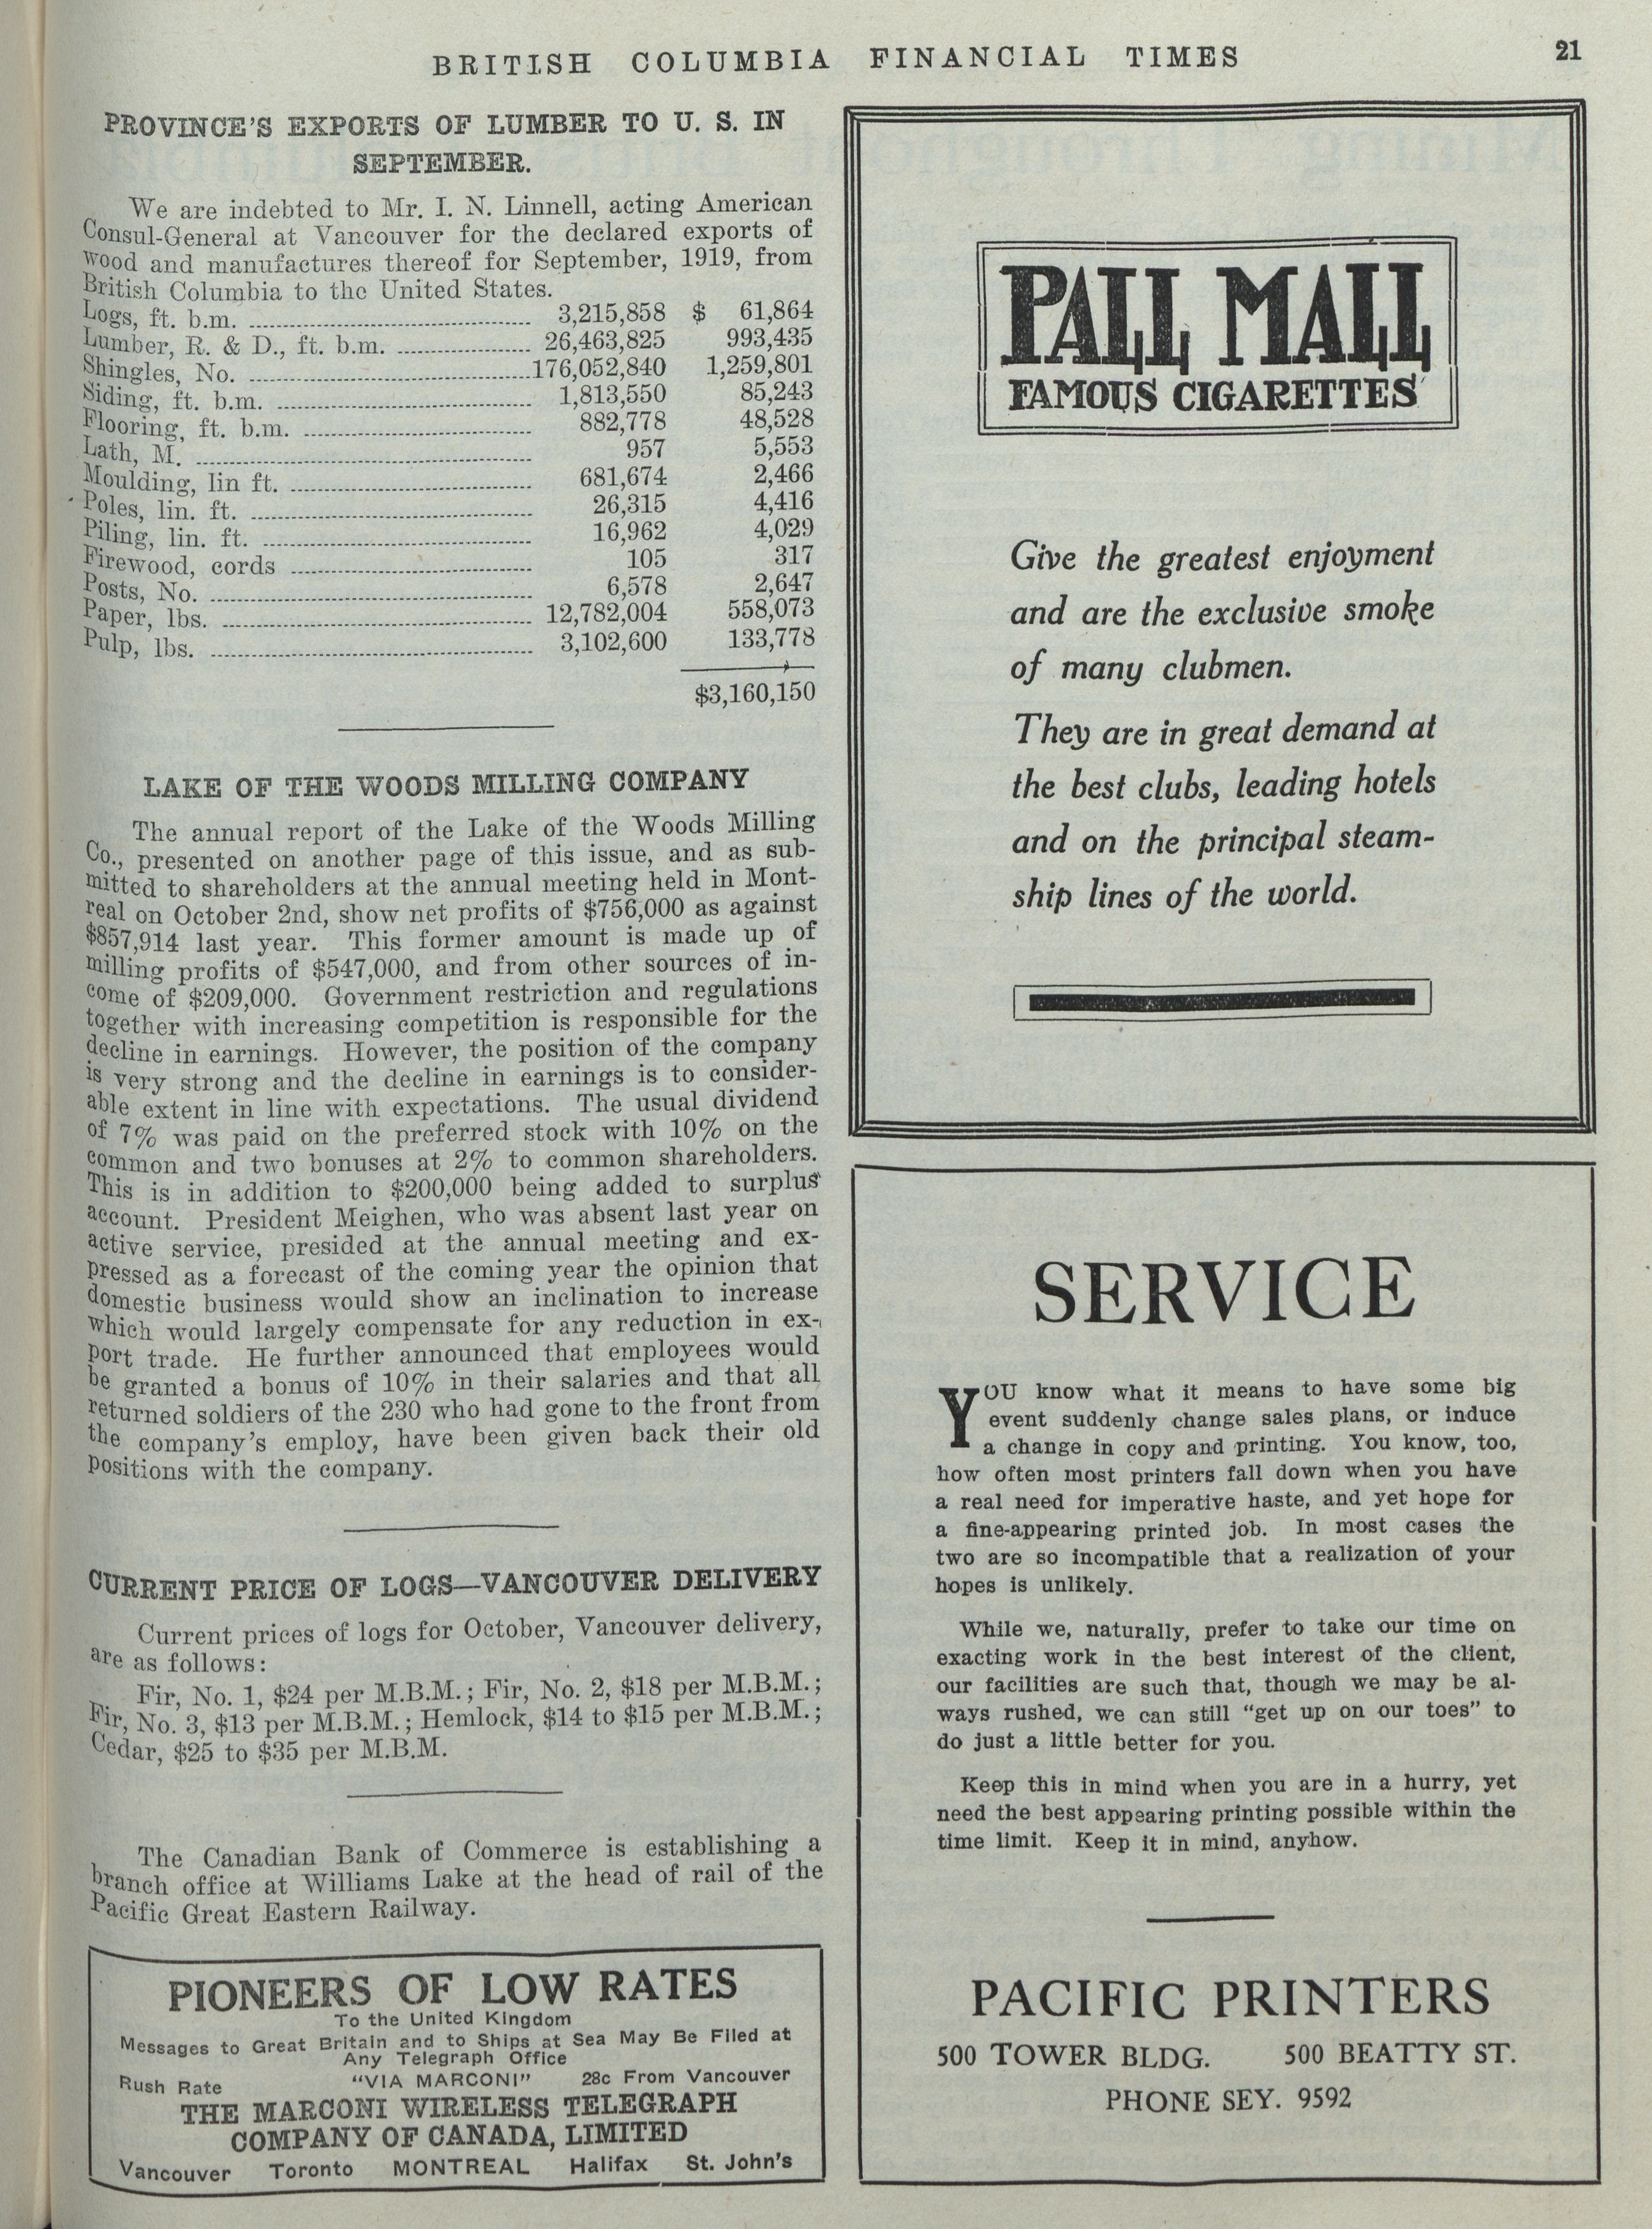 BRITISH COLUMBIA FINANCIAL TIMES 21
PROVINCE'S EXPORTS OF LUMBER TO U. S. IN
SEPTEMBER.
We are indebted to Mr. I. N. Linnell, acting American
Consul-General at Vancouver for the declared exports of
wood and manufactures thereof for September, 1919, from
British Columbia to the United States.
Logs, ft. b.m. 3,215,858 $ 61,864
Lumber, R. & D., ft. b.m. 26,463,825 993,435
Shingles, No. 176,052,840 1,259,801
Siding, ft. b.m. 1,813,550 85,243
Flooring, ft. b.m. 882,778 48,528
Lath, M. 957 5,553
Moulding, lin ft. 681,674 2,466
Poles, lin. ft. 26,315 4,416
Piling, lin. ft. 16,962 4,029
Firewood, cords 105 317
Posts, No. 6,578 2,647
Paper, lbs. 12,782,004 558,073
Pulp, lbs. 3,102,600 133,778
$3,160,150
LAKE OF THE WOODS MILLING COMPANY
The annual report of the Lake of the Woods Milling
Co., presented on another page of this issue, and as sub-
mitted to shareholders at the annual meeting held in Mont-
real on October 2nd, show net profits of $756,000 as against
$857,914 last year. This former amount is made up of
milling profits of $547,000, and from other sources of in-
come of $209,000. Government restriction and regulations
together with increasing competition is responsible for the
decline in earnings. However, the position of the company
is very strong and the decline in earnings is to consider-
able extent in line with expectations. The usual dividend
of 7% was paid on the preferred stock with 10% on the
common and two bonuses at 2% to common shareholders.
This is in addition to $200,000 being added to surplus
account. President Meighen, who was absent last year on
active service, presided at the annual meeting and ex-
pressed as a forecast of the coming year the opinion that
domestic business would show an inclination to increase
which would largely compensate for any reduction in ex-
port trade. He further announced that employees would
be granted a bonus of 10% in their salaries and that all
returned soldiers of the 230 who had gone to the front from
the company's employ, have been given back their old
positions with the company.
CURRENT PRICE OF LOGS—VANCOUVER DELIVERY
Current prices of logs for October, Vancouver delivery,
are as follows:
Fir, No. 1, $24 per M.B.M.; Fir, No. 2, $18 per M.B.M.;
Fir, No. 3, $13 per M.B.M.; Hemlock, $14 to $15 per M.B.M.;
Cedar, $25 to $35 per M.B.M.
The Canadian Bank of Commerce is establishing a
branch office at Williams Lake at the head of rail of the
Pacific Great Eastern Railway.
PIONEERS OF LOW RATES
To the United Kingdom
Messages to Great Britain and to Ships at Sea May Be Filed at
Any Telegraph Office
Rush Rate "VIA MARCONI" 28c From Vancouver
THE MARCONI WIRELESS TELEGRAPH
COMPANY OF CANADA, LIMITED
Vancouver Toronto MONTREAL Halifax St. John's
PALL MALL
FAMOUS CIGARETTES
Give the greatest enjoyment
and are the exclusive smoke
of many clubmen.
They are in great demand at
the best clubs, leading hotels
and on the principal steam-
ship lines of the world.
SERVICE
YOU know what it means to have some big
event suddenly change sales plans, or induce
a change in copy and printing. You know, too,
how often most printers fall down when you have
a real need for imperative haste, and yet hope for
a fine-appearing printed job. In most cases the
two are so incompatible that a realization of your
hopes is unlikely.
While we, naturally, prefer to take our time on
exacting work in the best interest of the client,
our facilities are such that, though we may be al-
ways rushed, we can still "get up on our toes" to
do just a little better for you.
Keep this in mind when you are in a hurry, yet
need the best appearing printing possible within the
time limit. Keep it in mind, anyhow.
PACIFIC PRINTERS
500 TOWER BLDG. 500 BEATTY ST.
PHONE SEY. 9592